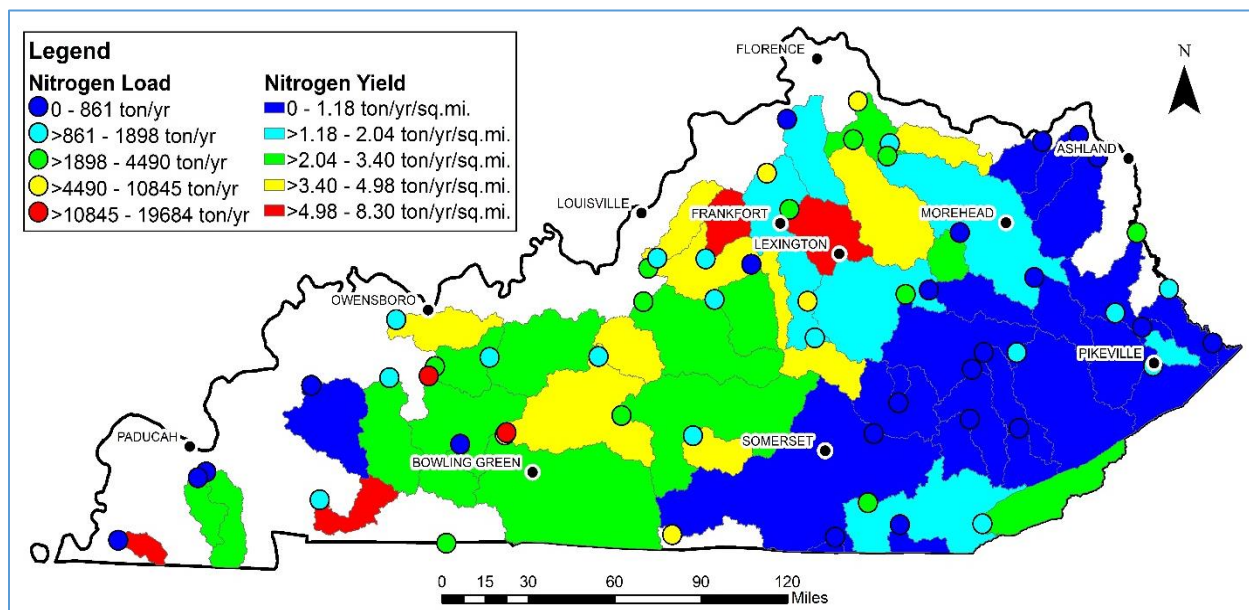 Legend
Nitrogen Load
0 - 861 ton/yr
>861 - 1898 ton/yr
>1898 - 4490 ton/yr
>4490 - 10845 ton/yr
>10845 - 19684 ton/yr
Nitrogen Yield
0 - 1.18 ton/yr/sq.mi.
>1.18 - 2.04 ton/yr/sq.mi.
>2.04 - 3.40 ton/yr/sq.mi.
>3.40 - 4.98 ton/yr/sq.mi.
>4.98 - 8.30 ton/yr/sq.mi.
FLORENCE
N
ASHLAND
LOUISVILLE
FRANKFORT
MOREHEAD
LEXINGTON
OWENSBORO
PIKEVILLE
PADUCAH
SOMERSET
BOWLING GREEN
0 15 30 60 90 120
Miles